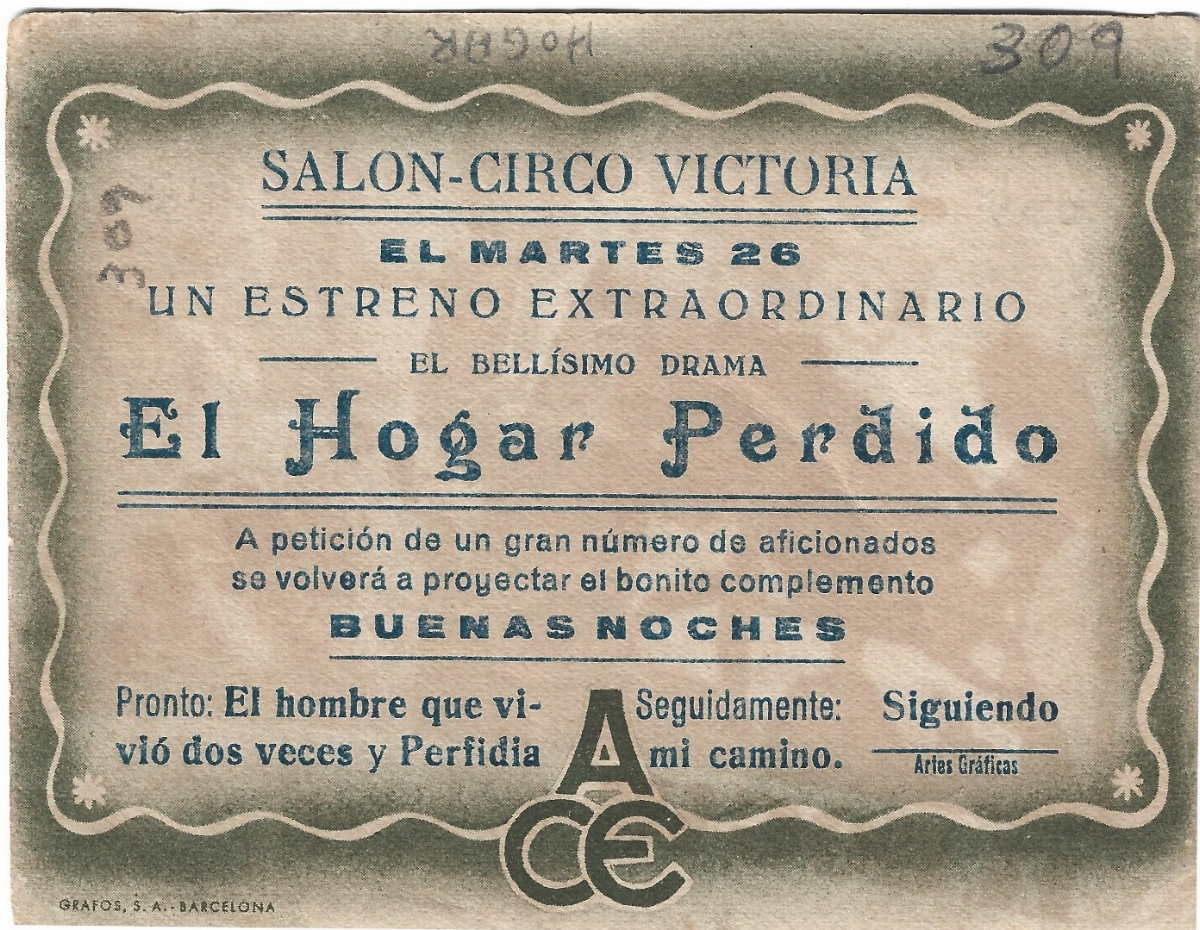 HOGAR
309
309
SALON-CIRCO VICTORIA
EL MARTES 26
UN ESTRENO EXTRAORDINARIO
EL BELLÍSIMO DRAMA
El Hogar Perdido
A petición de un gran número de aficionados
se volverá a proyectar el bonito complemento
BUENAS NOCHES
Pronto: El hombre que vi-
vió dos veces y Perfidia
Seguidamente: Siguiendo
mi camino.
Artes Gráficas
ACE
GRAFOS, S. A. - BARCELONA